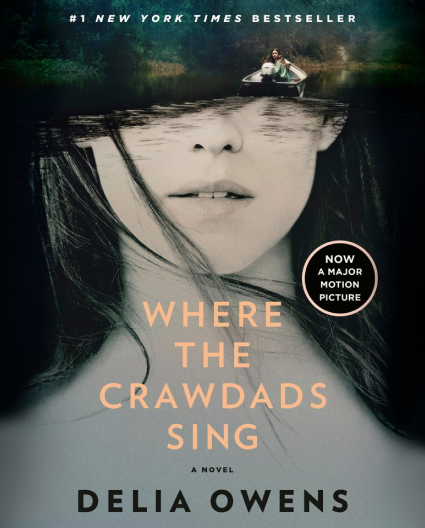 #1 NEW YORK TIMES BESTSELLER
NOW
A MAJOR
MOTION
PICTURE
WHERE
THE
CRAWDADS
SING
A NOVEL
DELIA OWENS